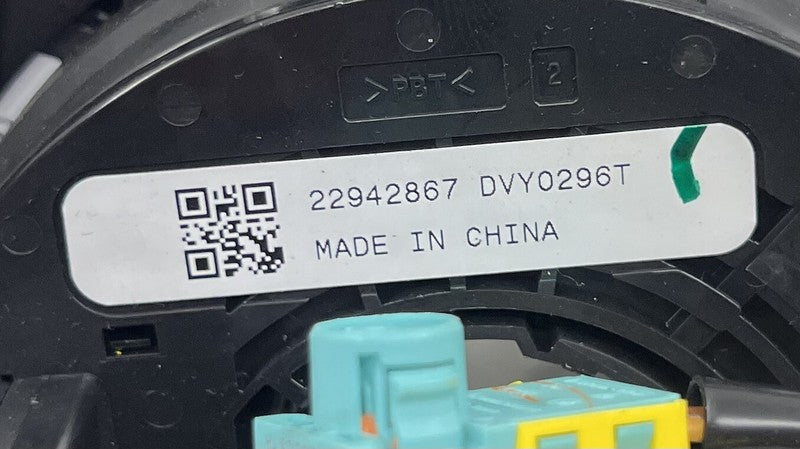 >PBT<
2
22942867 DVY0296T
MADE IN CHINA